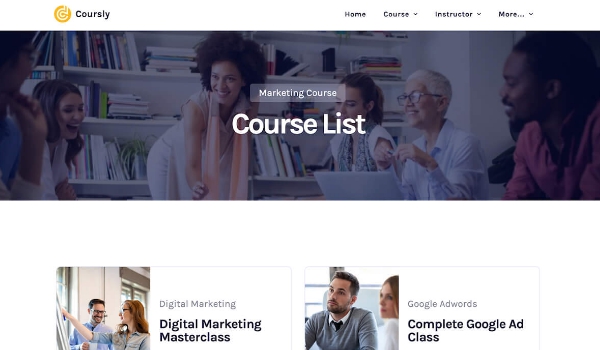 Coursly
Home Course Instructor More...
Marketing Course
Course List
Digital Marketing
Digital Marketing
Masterclass
Google Adwords
Complete Google Ad
Class